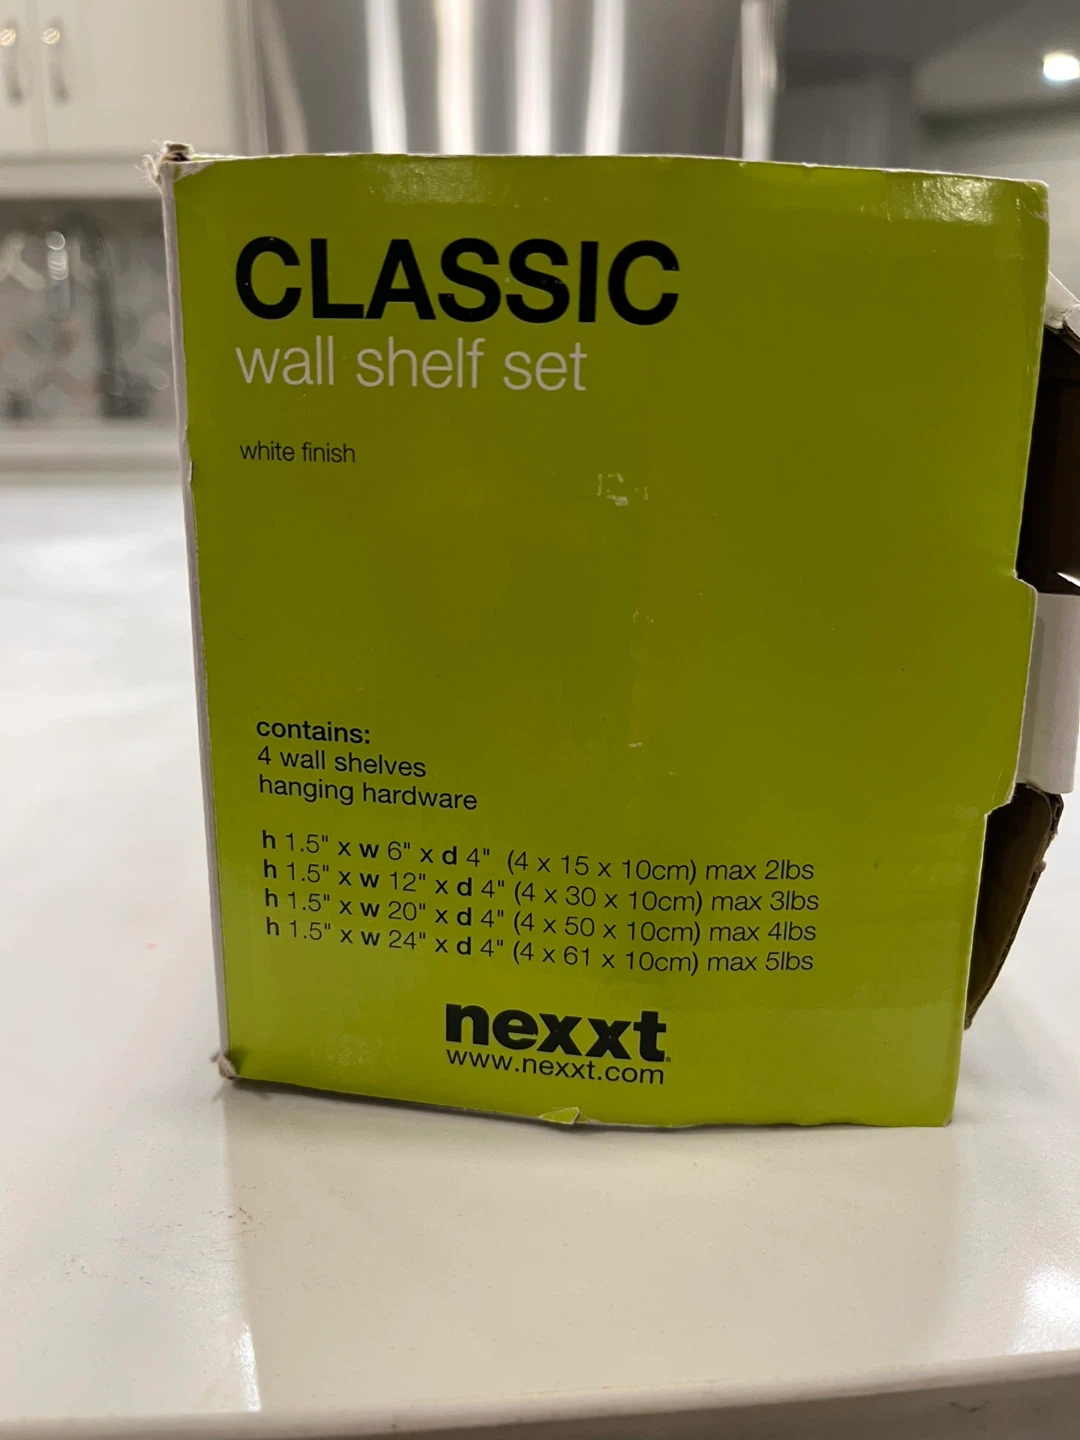 CLASSIC
wall shelf set
white finish
contains:
4 wall shelves
hanging hardware
h 1.5" x w 6" x d 4" (4 x 15 x 10cm) max 2lbs
h 1.5" x w 12" x d 4" (4 x 30 x 10cm) max 3lbs
h 1.5" x w 20" x d 4" (4 x 50 x 10cm) max 4lbs
h 1.5" x w 24" x d 4" (4 x 61 x 10cm) max 5lbs
nexxt
www.nexxt.com